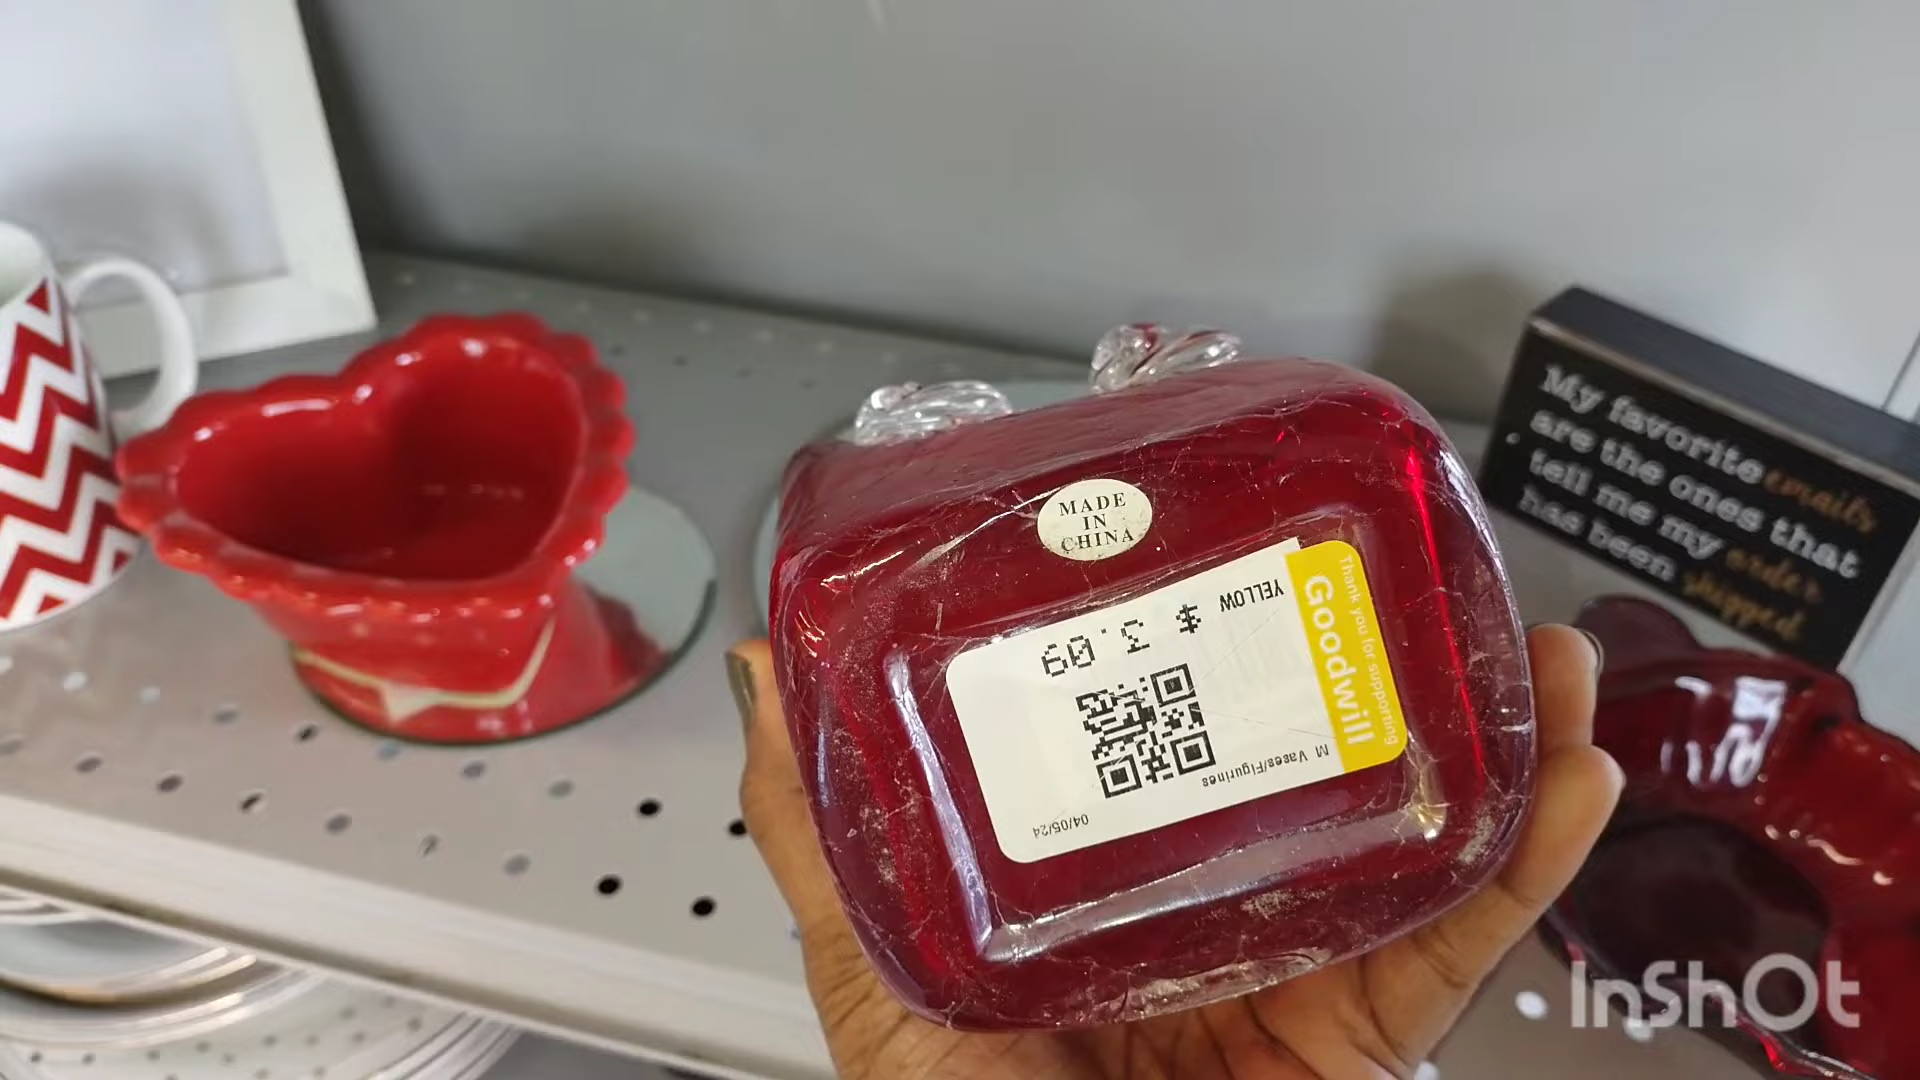 My favorite emails
are the ones that
tell me my order
has been shipped
MADE
IN
CHINA
Thank you for supporting
Goodwill
YELLOW
$ 3.09
M Vases/Figurines
04/05/24
InShOt